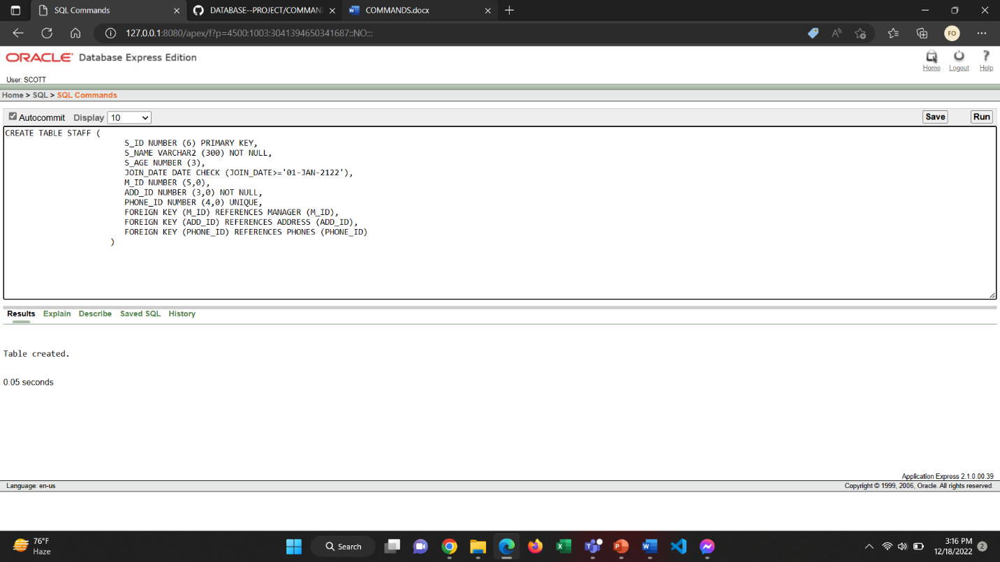 SQL Commands
DATABASE--PROJECT/COMMAN
COMMANDS.docx
127.0.0.1:8080/apex/f?p=4500:1003:3041394650341687::NO:::
FO
ORACLE Database Express Edition
Home Logout Help
User: SCOTT
Home > SQL > SQL Commands
Autocommit Display 10 Save Run
CREATE TABLE STAFF (
S_ID NUMBER (6) PRIMARY KEY,
S_NAME VARCHAR2 (300) NOT NULL,
S_AGE NUMBER (3),
JOIN_DATE DATE CHECK (JOIN_DATE>='01-JAN-2122'),
M_ID NUMBER (5,0),
ADD_ID NUMBER (3,0) NOT NULL,
PHONE_ID NUMBER (4,0) UNIQUE,
FOREIGN KEY (M_ID) REFERENCES MANAGER (M_ID),
FOREIGN KEY (ADD_ID) REFERENCES ADDRESS (ADD_ID),
FOREIGN KEY (PHONE_ID) REFERENCES PHONES (PHONE_ID)
)
Results Explain Describe Saved SQL History
Table created.
0.05 seconds
Application Express 2.1.0.00.39
Language: en-us Copyright © 1999, 2006, Oracle. All rights reserved.
76°F
Haze
Search
3:16 PM
12/18/2022
2